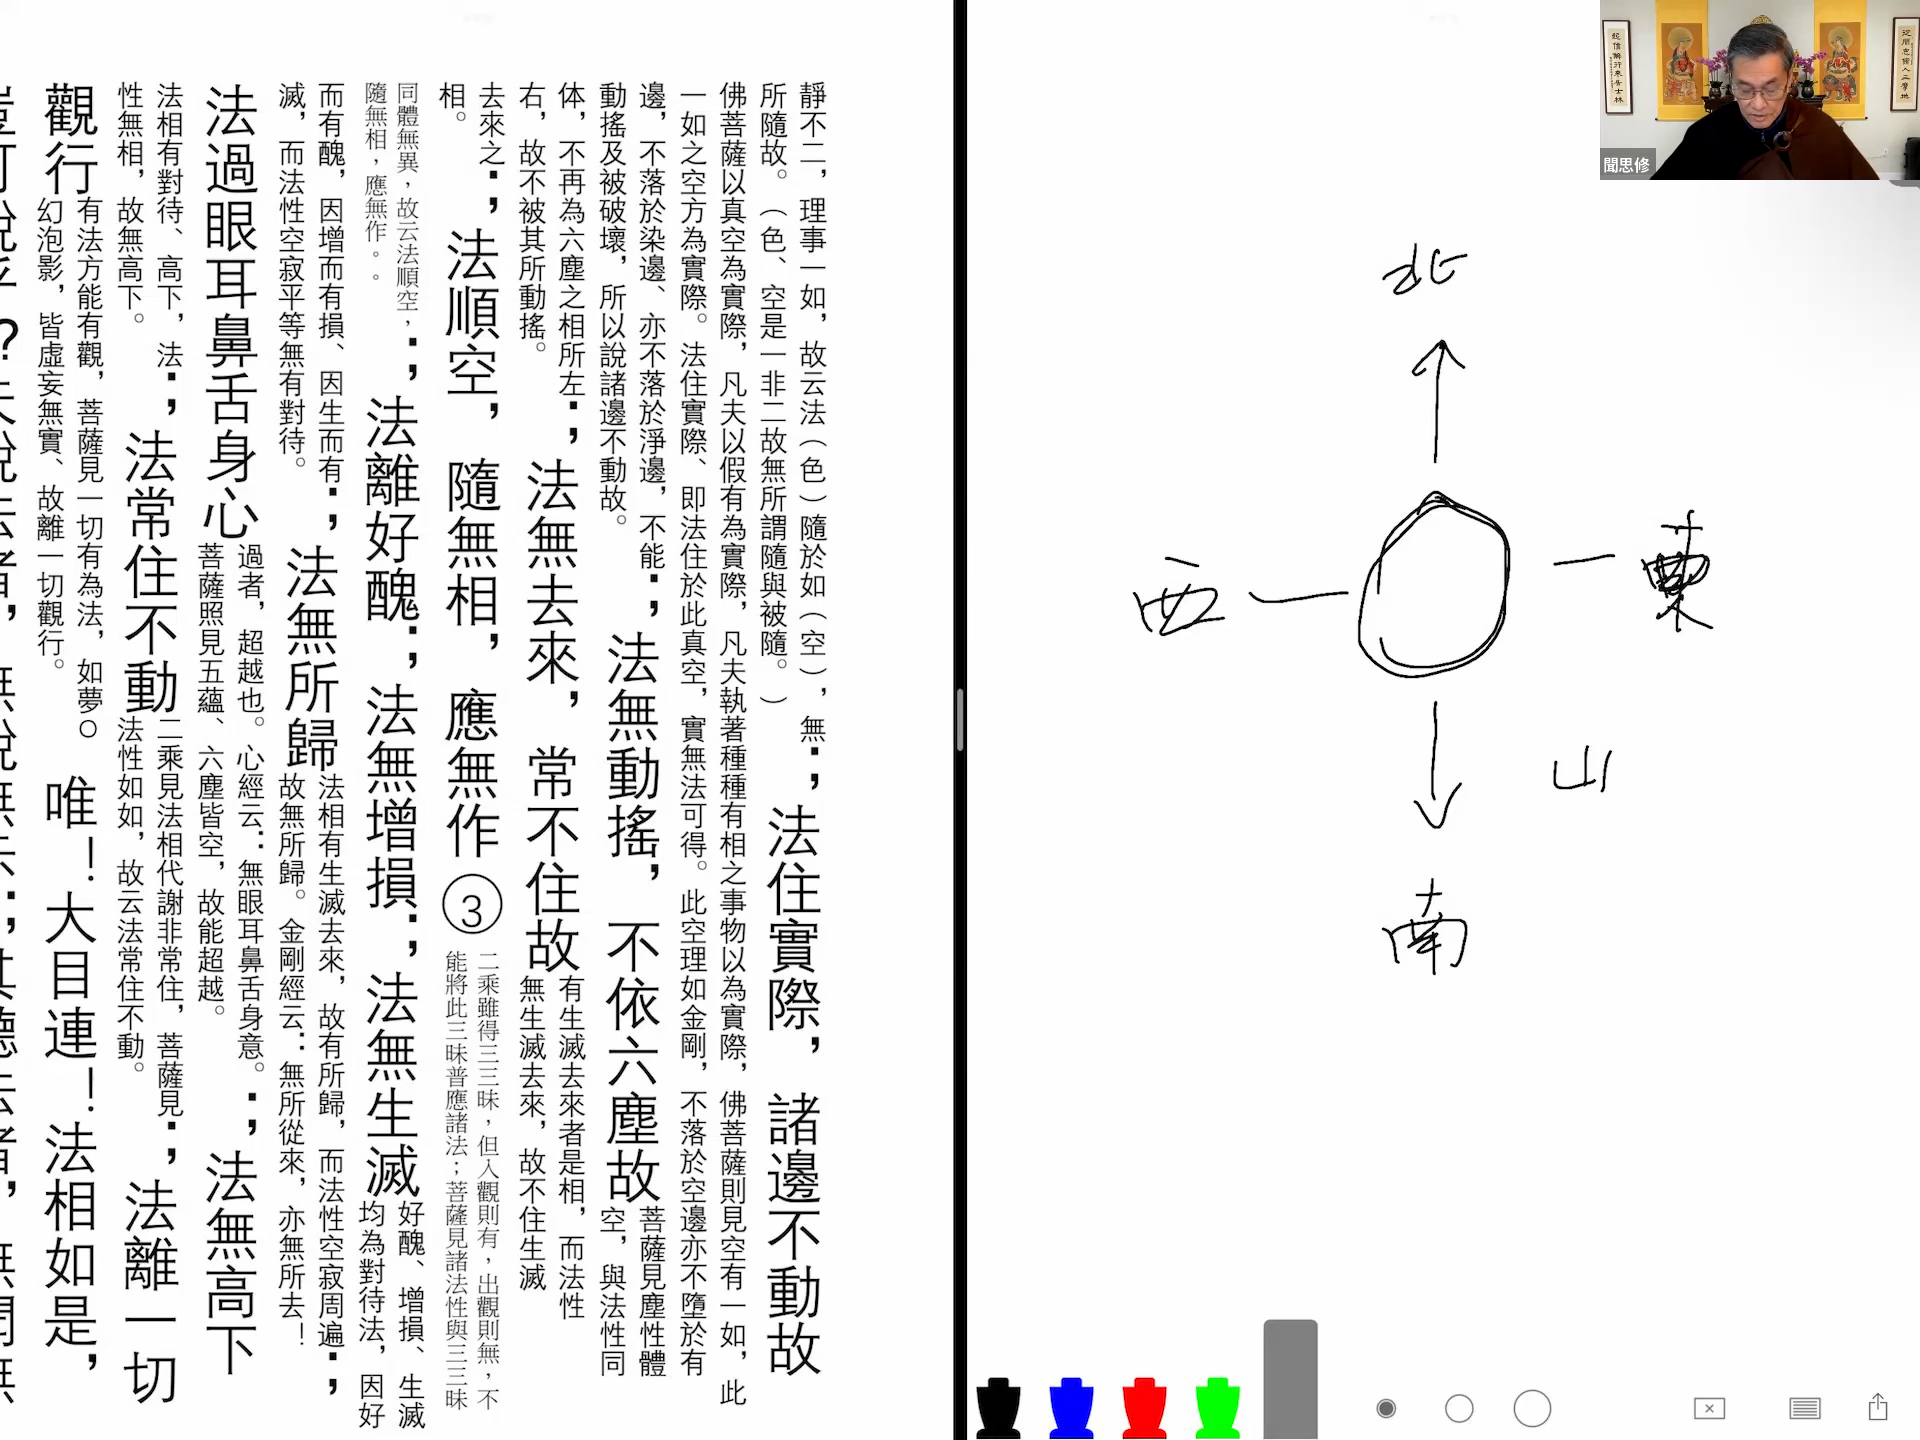 靜不二，理事一如，故云法（色）隨於如（空），無
所隨故。（色、空是一非二故無所謂隨與被隨。）
；法住實際，諸邊不動故
佛菩薩以真空為實際，凡夫以假有為實際，凡夫執著種種有相之事物以為實際，佛菩薩則見空有一如，此
一如之空方為實際。法住實際、即法住於此真空，實無法可得。此空理如金剛，不落於空邊亦不墮於有
邊，不落於染邊、亦不落於淨邊，不能
動搖及被破壞，所以說諸邊不動故。
；法無動搖，不依六塵故
菩薩見塵性體
空，與法性同
体，不再為六塵之相所左
右，故不被其所動搖。
；法無去來，常不住故
有生滅去來者是相，而法性
無生滅去來，故不住生滅
去來之
相。
；法順空，隨無相，應無作③
二乘雖得三三昧，但入觀則有，出觀則無，不
能將此三昧普應諸法；菩薩見諸法性與三三昧
同體無異，故云法順空，
隨無相，應無作。。
；法離好醜；法無增損；法無生滅
好醜、增損、生滅
均為對待法，因好
而有醜，因增而有損、因生而有
滅，而法性空寂平等無有對待。
；法無所歸
法相有生滅去來，故有所歸，而法性空寂周遍
故無所歸。金剛經云：無所從來，亦無所去！
；
法過眼耳鼻舌身心
過者，超越也。心經云：無眼耳鼻舌身意。
菩薩照見五蘊、六塵皆空，故能超越。
；法無高下
法相有對待、高下，法
性無相，故無高下。
；法常住不動
二乘見法相代謝非常住，菩薩見
法性如如，故云法常住不動。
；法離一切
觀行
有法方能有觀，菩薩見一切有為法，如夢○
幻泡影，皆虛妄無實、故離一切觀行。
唯！大目連！法相如是，
北
西
南
山
聞思修